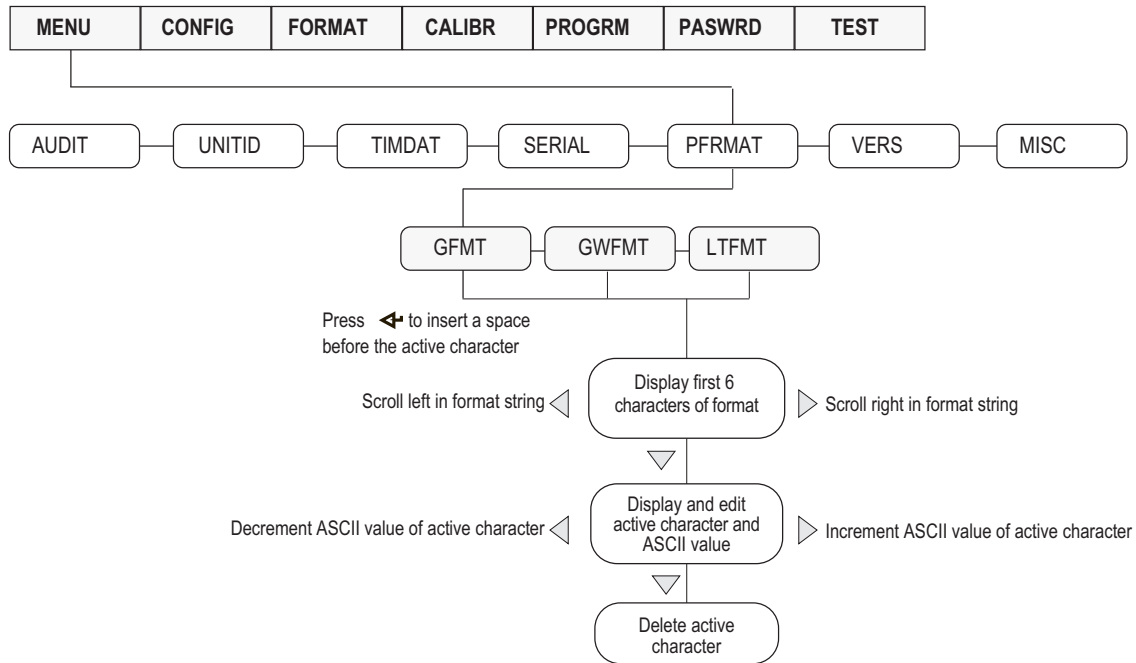 MENU CONFIG FORMAT CALIBR PROGRM PASWRD TEST
AUDIT UNITID TIMDAT SERIAL PFRMAT VERS MISC
GFMT GWFMT LTFMT
Press to insert a space
before the active character
Display first 6
characters of format
Scroll left in format string
Scroll right in format string
Display and edit
active character and
ASCII value
Decrement ASCII value of active character
Increment ASCII value of active character
Delete active
character